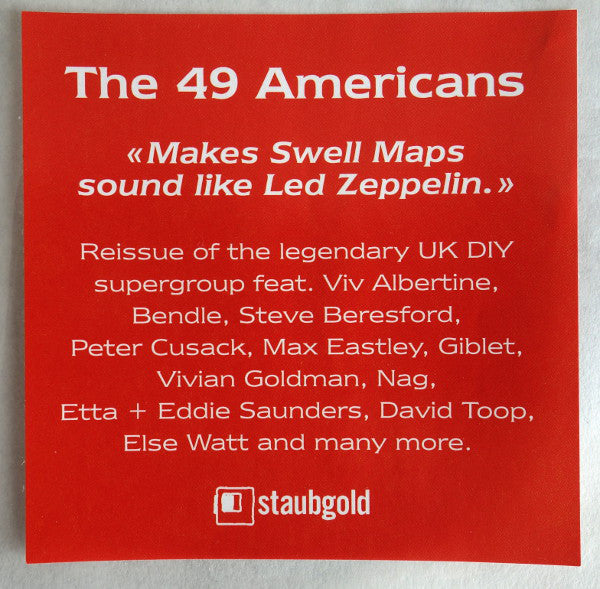 The 49 Americans
«Makes Swell Maps
sound like Led Zeppelin.»
Reissue of the legendary UK DIY
supergroup feat. Viv Albertine,
Bendle, Steve Beresford,
Peter Cusack, Max Eastley, Giblet,
Vivian Goldman, Nag,
Etta + Eddie Saunders, David Toop,
Else Watt and many more.
staubgold